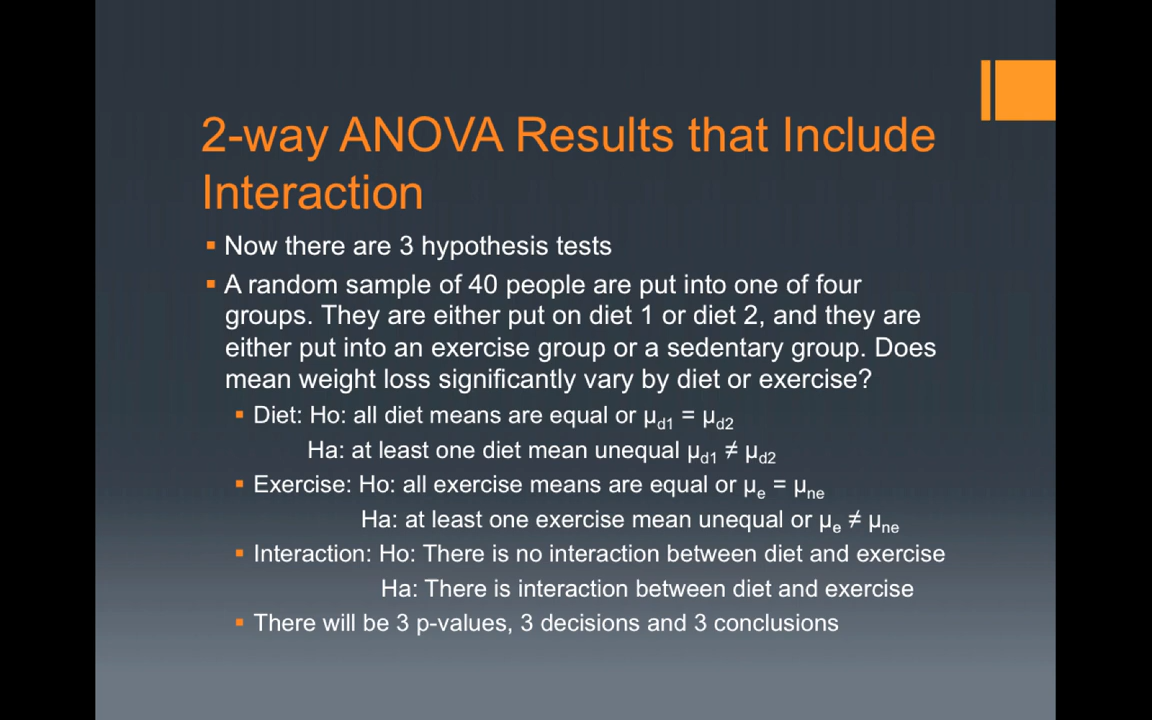 2-way ANOVA Results that Include
Interaction
▪ Now there are 3 hypothesis tests
▪ A random sample of 40 people are put into one of four
groups. They are either put on diet 1 or diet 2, and they are
either put into an exercise group or a sedentary group. Does
mean weight loss significantly vary by diet or exercise?
▪ Diet: Ho: all diet means are equal or μd1 = μd2
Ha: at least one diet mean unequal μd1 ≠ μd2
▪ Exercise: Ho: all exercise means are equal or μe = μne
Ha: at least one exercise mean unequal or μe ≠ μne
▪ Interaction: Ho: There is no interaction between diet and exercise
Ha: There is interaction between diet and exercise
▪ There will be 3 p-values, 3 decisions and 3 conclusions